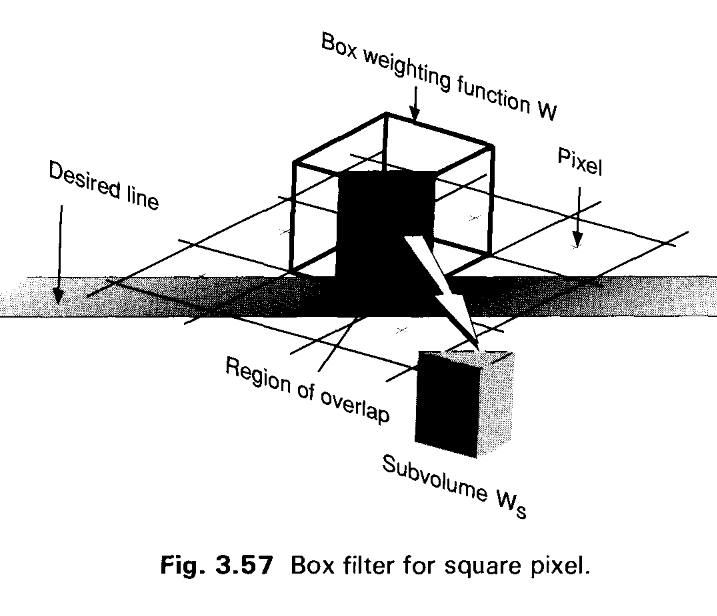 Box weighting function W
Desired line
Pixel
Region of overlap
Subvolume Ws
Fig. 3.57 Box filter for square pixel.